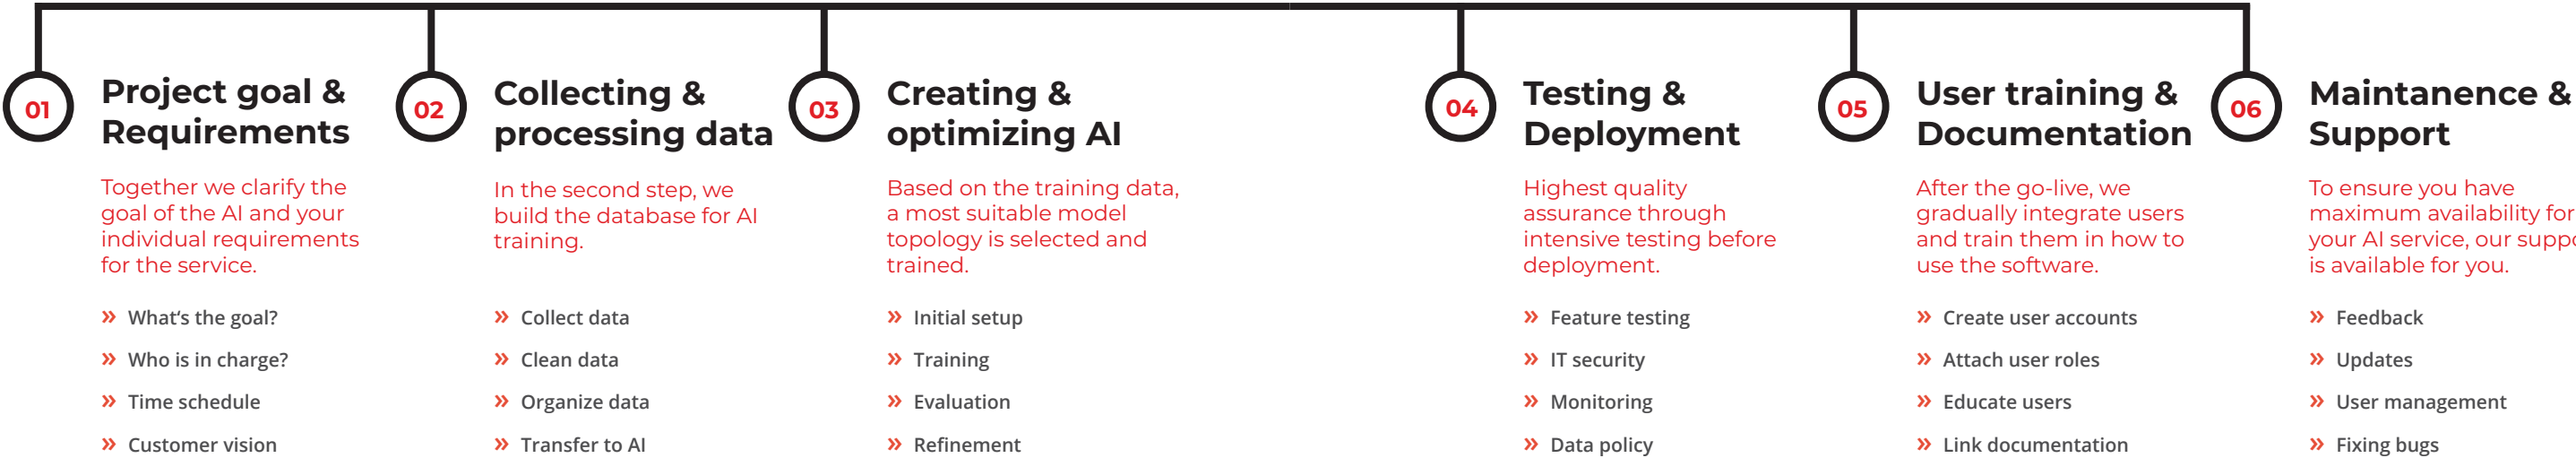 01
Project goal &
Requirements
Together we clarify the
goal of the AI and your
individual requirements
for the service.
» What‘s the goal?
» Who is in charge?
» Time schedule
» Customer vision
02
Collecting &
processing data
In the second step, we
build the database for AI
training.
» Collect data
» Clean data
» Organize data
» Transfer to AI
03
Creating &
optimizing AI
Based on the training data,
a most suitable model
topology is selected and
trained.
» Initial setup
» Training
» Evaluation
» Refinement
04
Testing &
Deployment
Highest quality
assurance through
intensive testing before
deployment.
» Feature testing
» IT security
» Monitoring
» Data policy
05
User training &
Documentation
After the go-live, we
gradually integrate users
and train them in how to
use the software.
» Create user accounts
» Attach user roles
» Educate users
» Link documentation
06
Maintanence &
Support
To ensure you have
maximum availability for
your AI service, our
is available for you.
» Feedback
» Updates
» User management
» Fixing bugs